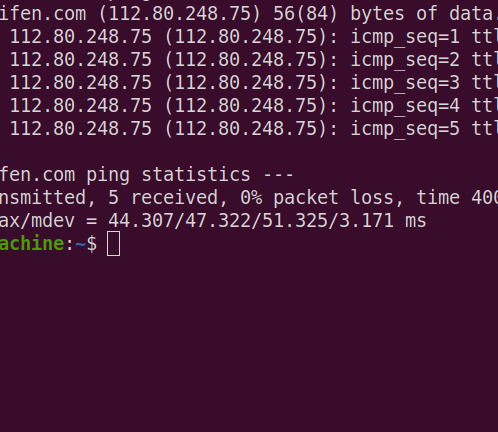 ifen.com (112.80.248.75) 56(84) bytes of data.
112.80.248.75 (112.80.248.75): icmp_seq=1 ttl
112.80.248.75 (112.80.248.75): icmp_seq=2 ttl
112.80.248.75 (112.80.248.75): icmp_seq=3 ttl
112.80.248.75 (112.80.248.75): icmp_seq=4 ttl
112.80.248.75 (112.80.248.75): icmp_seq=5 ttl
fen.com ping statistics ---
nsmitted, 5 received, 0% packet loss, time 400
ax/mdev = 44.307/47.322/51.325/3.171 ms
achine:~$